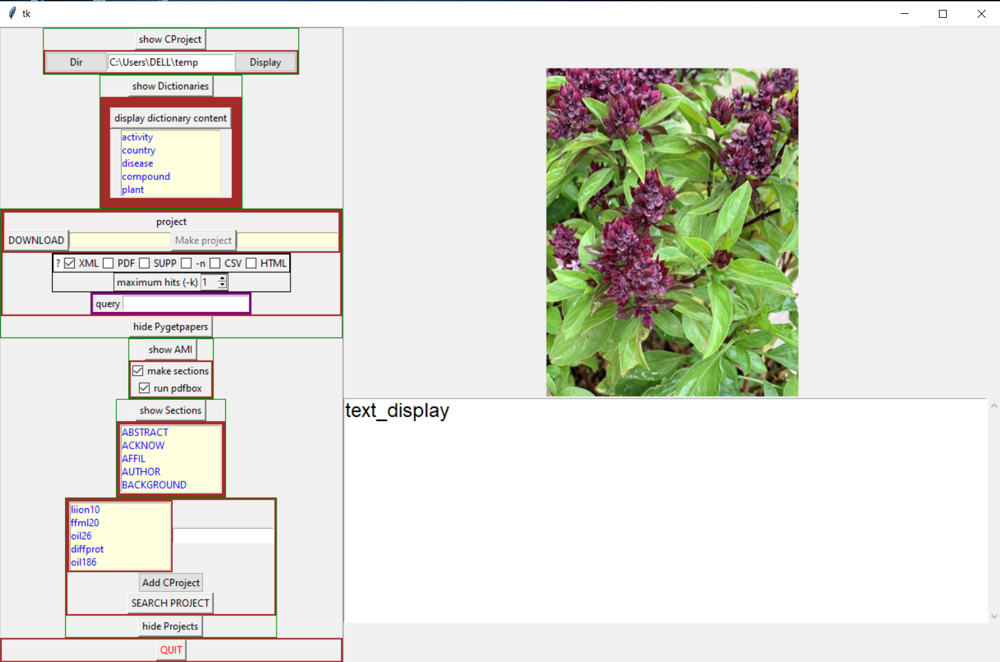 tk
show CProject
Dir C:\Users\DELL\temp Display
show Dictionaries
display dictionary content
activity
country
disease
compound
plant
project
DOWNLOAD Make project
? XML PDF SUPP -n CSV HTML
maximum hits (-k) 1
query
hide Pygetpapers
show AMI
make sections
run pdfbox
show Sections
ABSTRACT
ACKNOW
AFFIL
AUTHOR
BACKGROUND
liion10
ffml20
oil26
diffprot
oil186
Add CProject
SEARCH PROJECT
hide Projects
QUIT
text_display